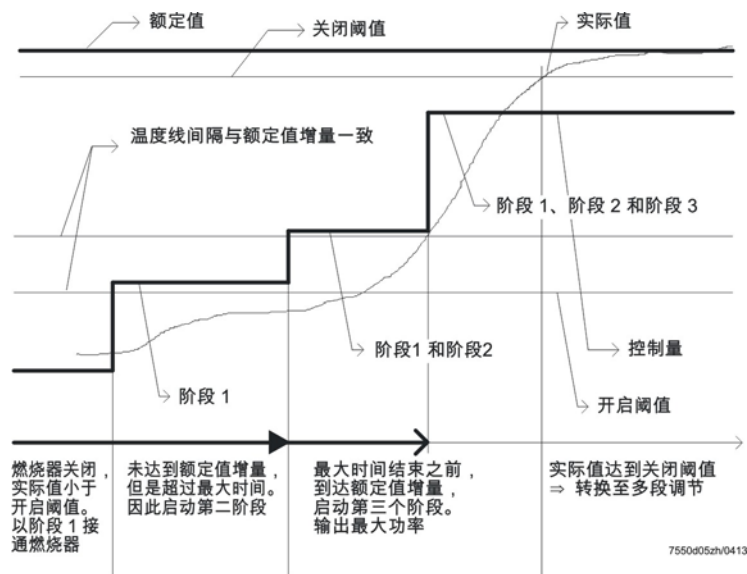 额定值
关闭阈值
实际值
温度线间隔与额定值增量一致
阶段 1、阶段 2 和阶段 3
阶段1 和阶段2
控制量
阶段 1
开启阈值
燃烧器关闭,
实际值小于
开启阈值。
以阶段 1 接
通燃烧器
未达到额定值增量,
但是超过最大时间。
因此启动第二阶段
最大时间结束之前,
到达额定值增量,
启动第三个阶段。
输出最大功率
实际值达到关闭阈值
⇒ 转换至多段调节
7550d05zh/0413